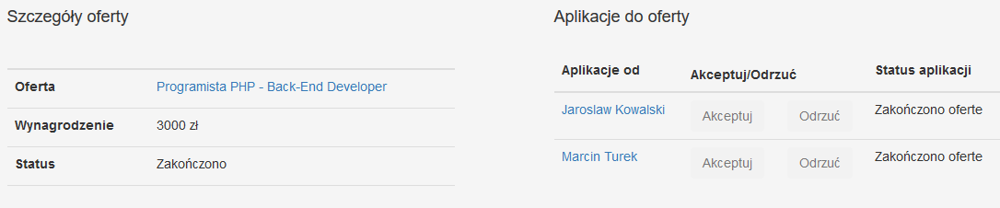 Szczegóły oferty
Oferta Programista PHP - Back-End Developer
Wynagrodzenie 3000 zł
Status Zakończono
Aplikacje do oferty
Aplikacje od Akceptuj/Odrzuć Status aplikacji
Jaroslaw Kowalski Akceptuj Odrzuć Zakończono oferte
Marcin Turek Akceptuj Odrzuć Zakończono oferte